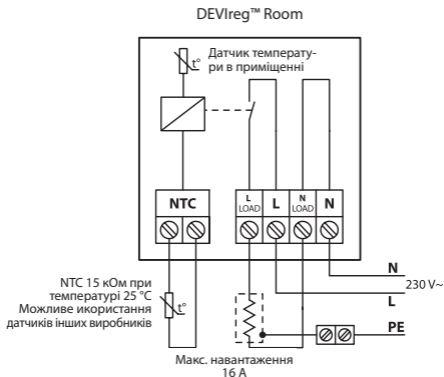 DEVIreg™ Room
Датчик температу-
ри в приміщенні
t°
NTC
L
LOAD
L
N
LOAD
N
N
230 V~
L
PE
NTC 15 кОм при
температурі 25 °C
Можливе икористання
датчиків інших виробників
t°
Макс. навантаження
16 A